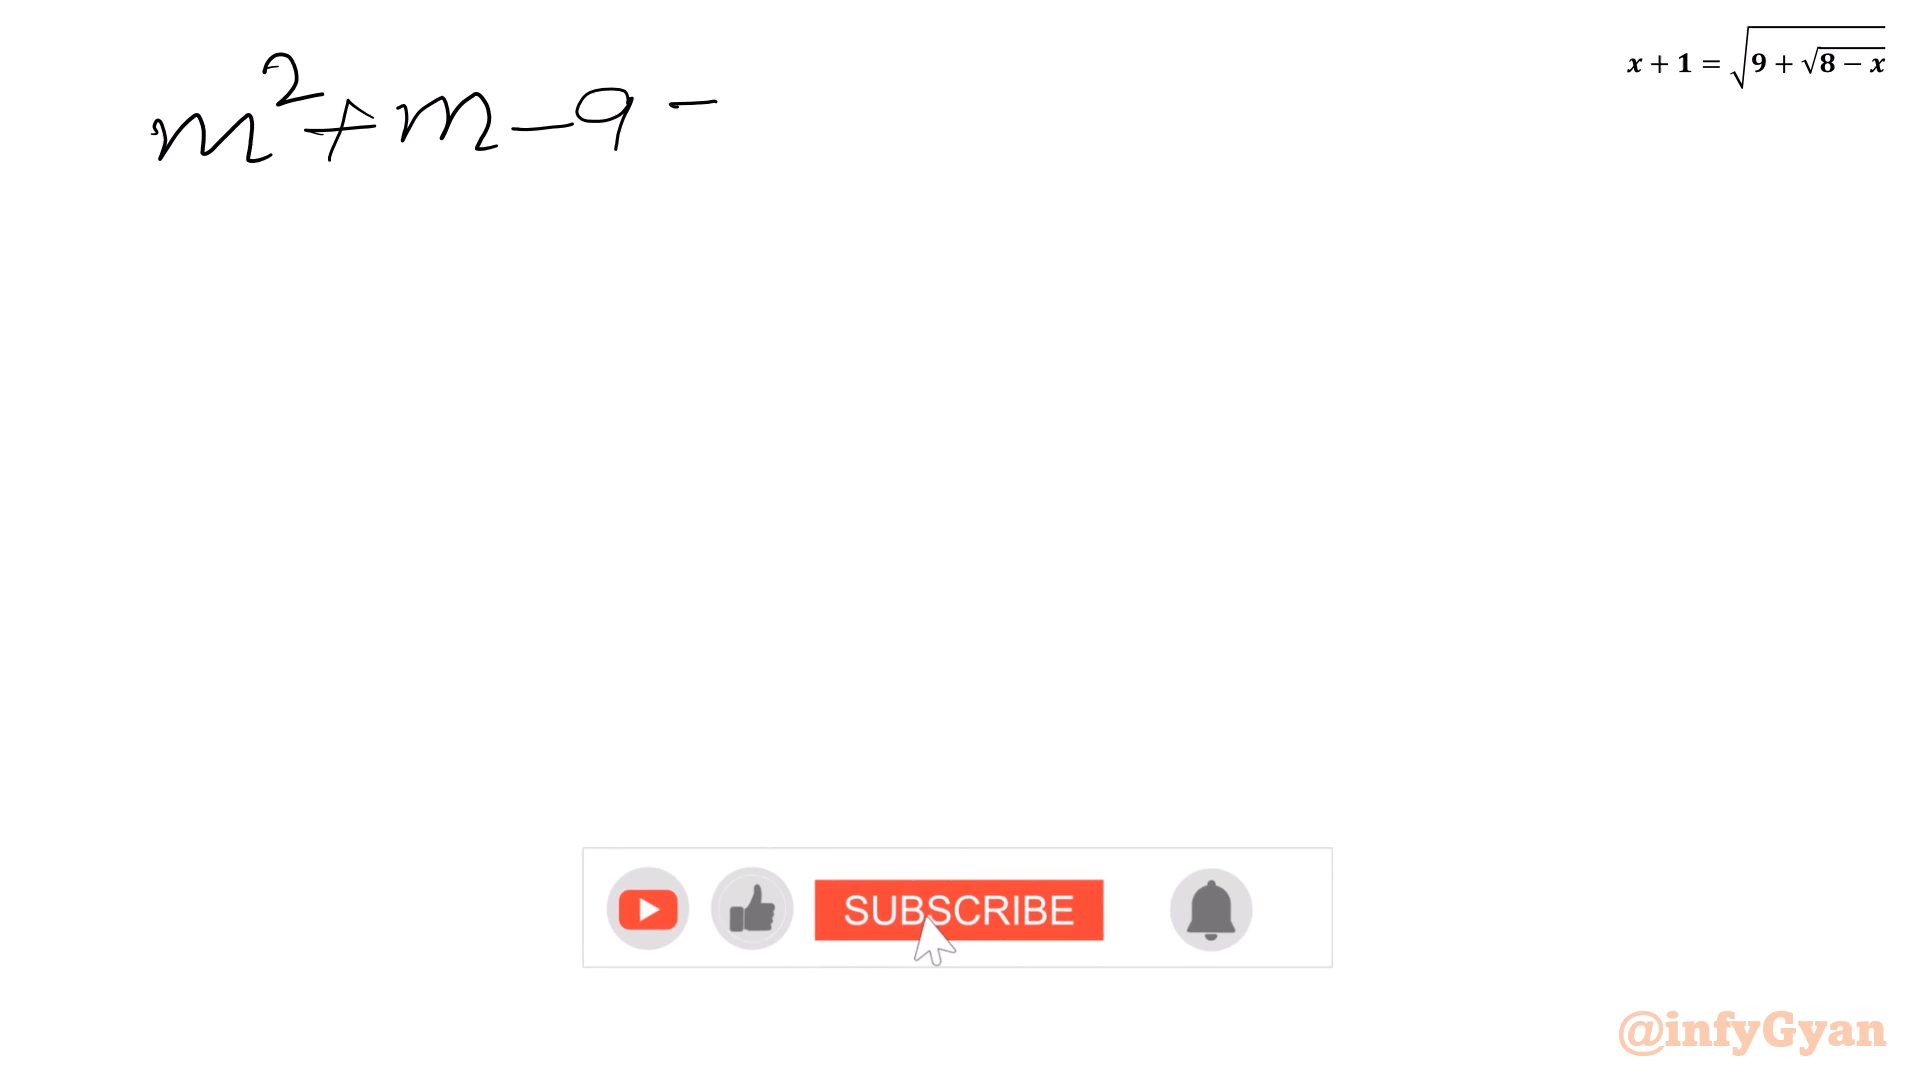 x + 1 = √(9 + √(8 − x))
m² + m − 9 −
SUBSCRIBE
@infyGyan